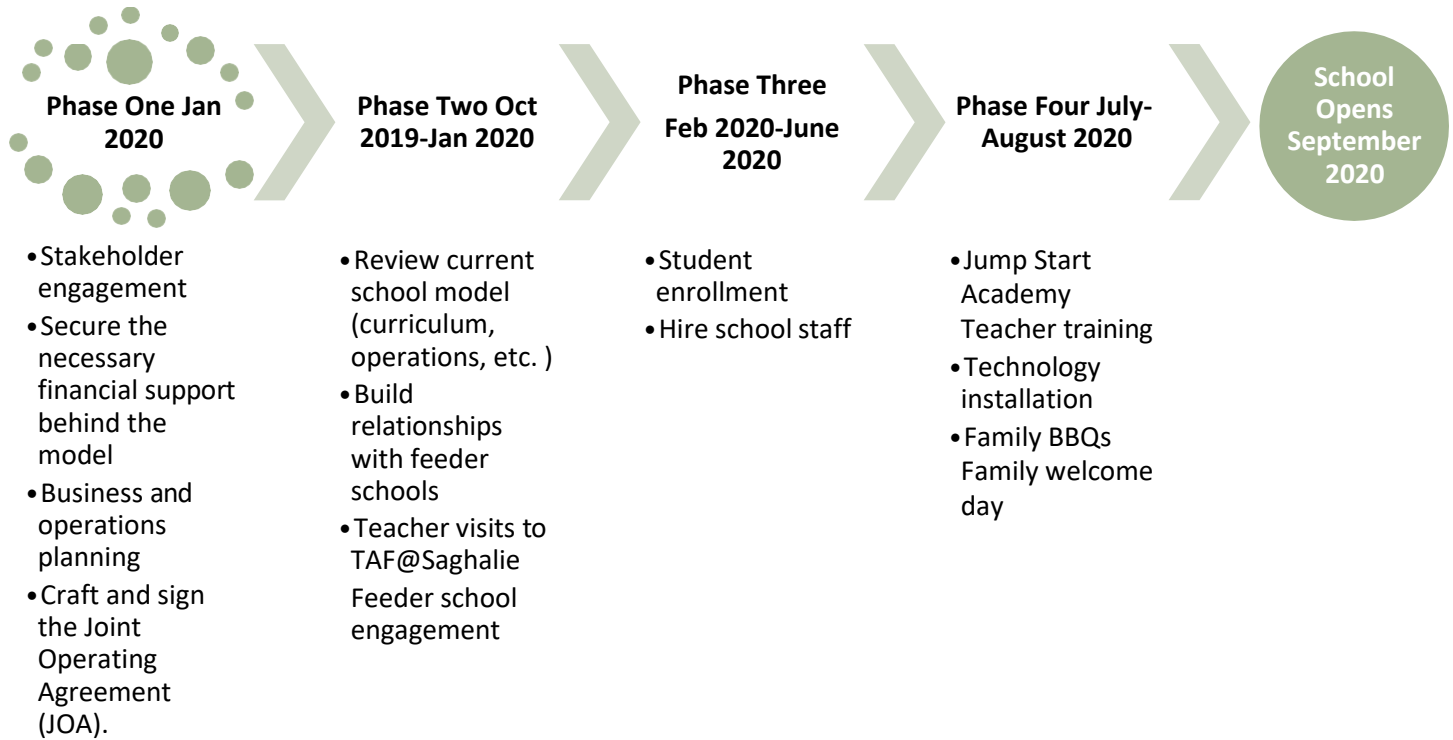 Phase One Jan
2020
•Stakeholder
engagement
•Secure the
necessary
financial support
behind the
model
•Business and
operations
planning
•Craft and sign
the Joint
Operating
Agreement
(JOA).
Phase Two Oct
2019-Jan 2020
•Review current
school model
(curriculum,
operations, etc. )
•Build
relationships
with feeder
schools
•Teacher visits to
TAF@Saghalie
Feeder school
engagement
Phase Three
Feb 2020-June
2020
•Student
enrollment
•Hire school staff
Phase Four July-
August 2020
•Jump Start
Academy
Teacher training
•Technology
installation
•Family BBQs
Family welcome
day
School
Opens
September
2020